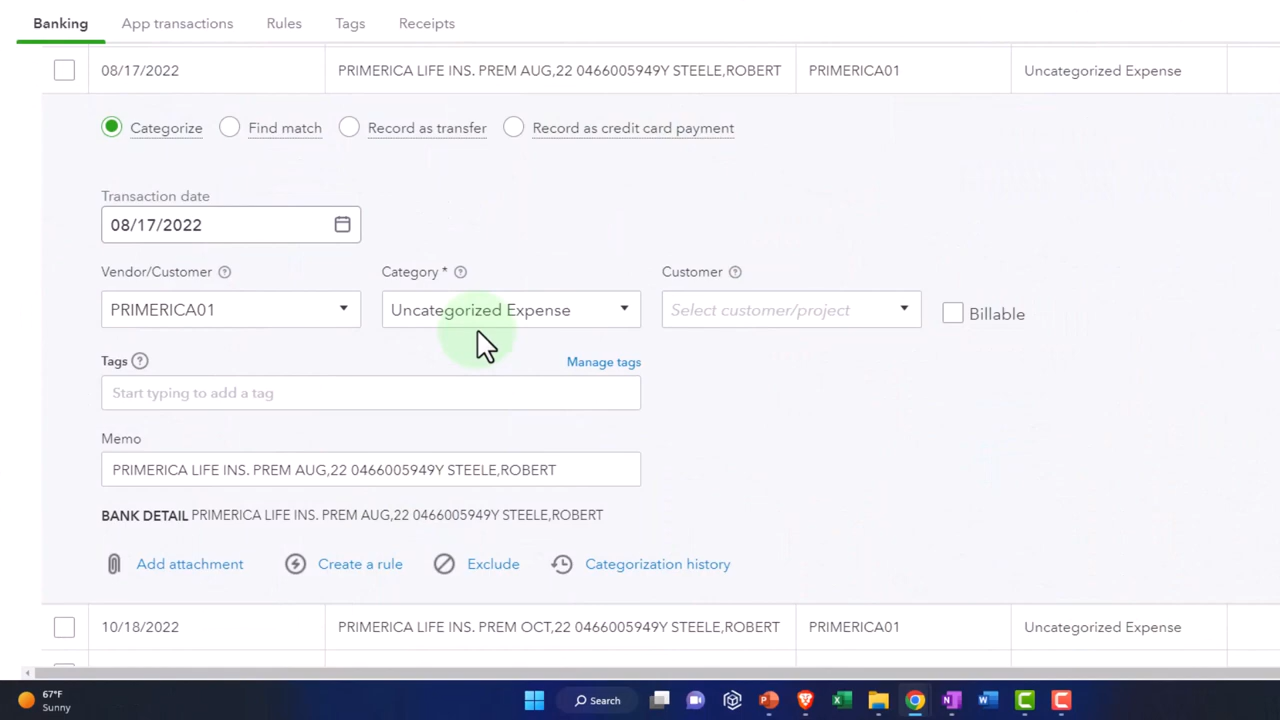 Banking App transactions Rules Tags Receipts
08/17/2022 PRIMERICA LIFE INS. PREM AUG,22 0466005949Y STEELE,ROBERT PRIMERICA01 Uncategorized Expense
Categorize Find match Record as transfer Record as credit card payment
Transaction date
08/17/2022
Vendor/Customer ? Category * ? Customer ?
PRIMERICA01 Uncategorized Expense Select customer/project Billable
Tags ? Manage tags
Start typing to add a tag
Memo
PRIMERICA LIFE INS. PREM AUG,22 0466005949Y STEELE,ROBERT
BANK DETAIL PRIMERICA LIFE INS. PREM AUG,22 0466005949Y STEELE,ROBERT
Add attachment Create a rule Exclude Categorization history
10/18/2022 PRIMERICA LIFE INS. PREM OCT,22 0466005949Y STEELE,ROBERT PRIMERICA01 Uncategorized Expense
67°F
Sunny
Search